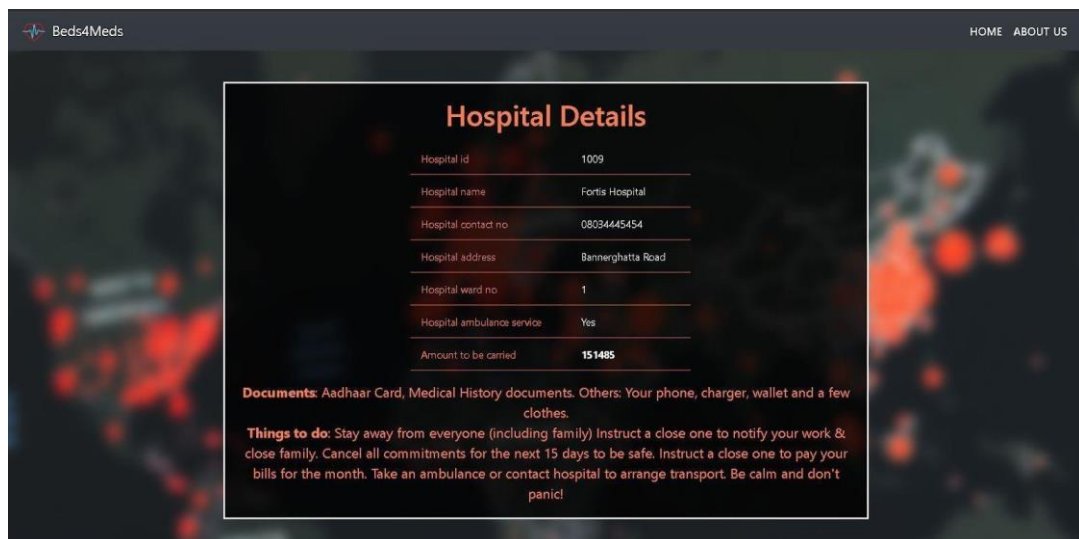 Beds4Meds
HOME ABOUT US
Hospital Details
Hospital id 1009
Hospital name Fortis Hospital
Hospital contact no 08034445454
Hospital address Bannerghatta Road
Hospital ward no 1
Hospital ambulance service Yes
Amount to be carried 151485
Documents: Aadhaar Card, Medical History documents. Others: Your phone, charger, wallet and a few
clothes.
Things to do: Stay away from everyone (including family) Instruct a close one to notify your work &
close family. Cancel all commitments for the next 15 days to be safe. Instruct a close one to pay your
bills for the month. Take an ambulance or contact hospital to arrange transport. Be calm and don't
panic!